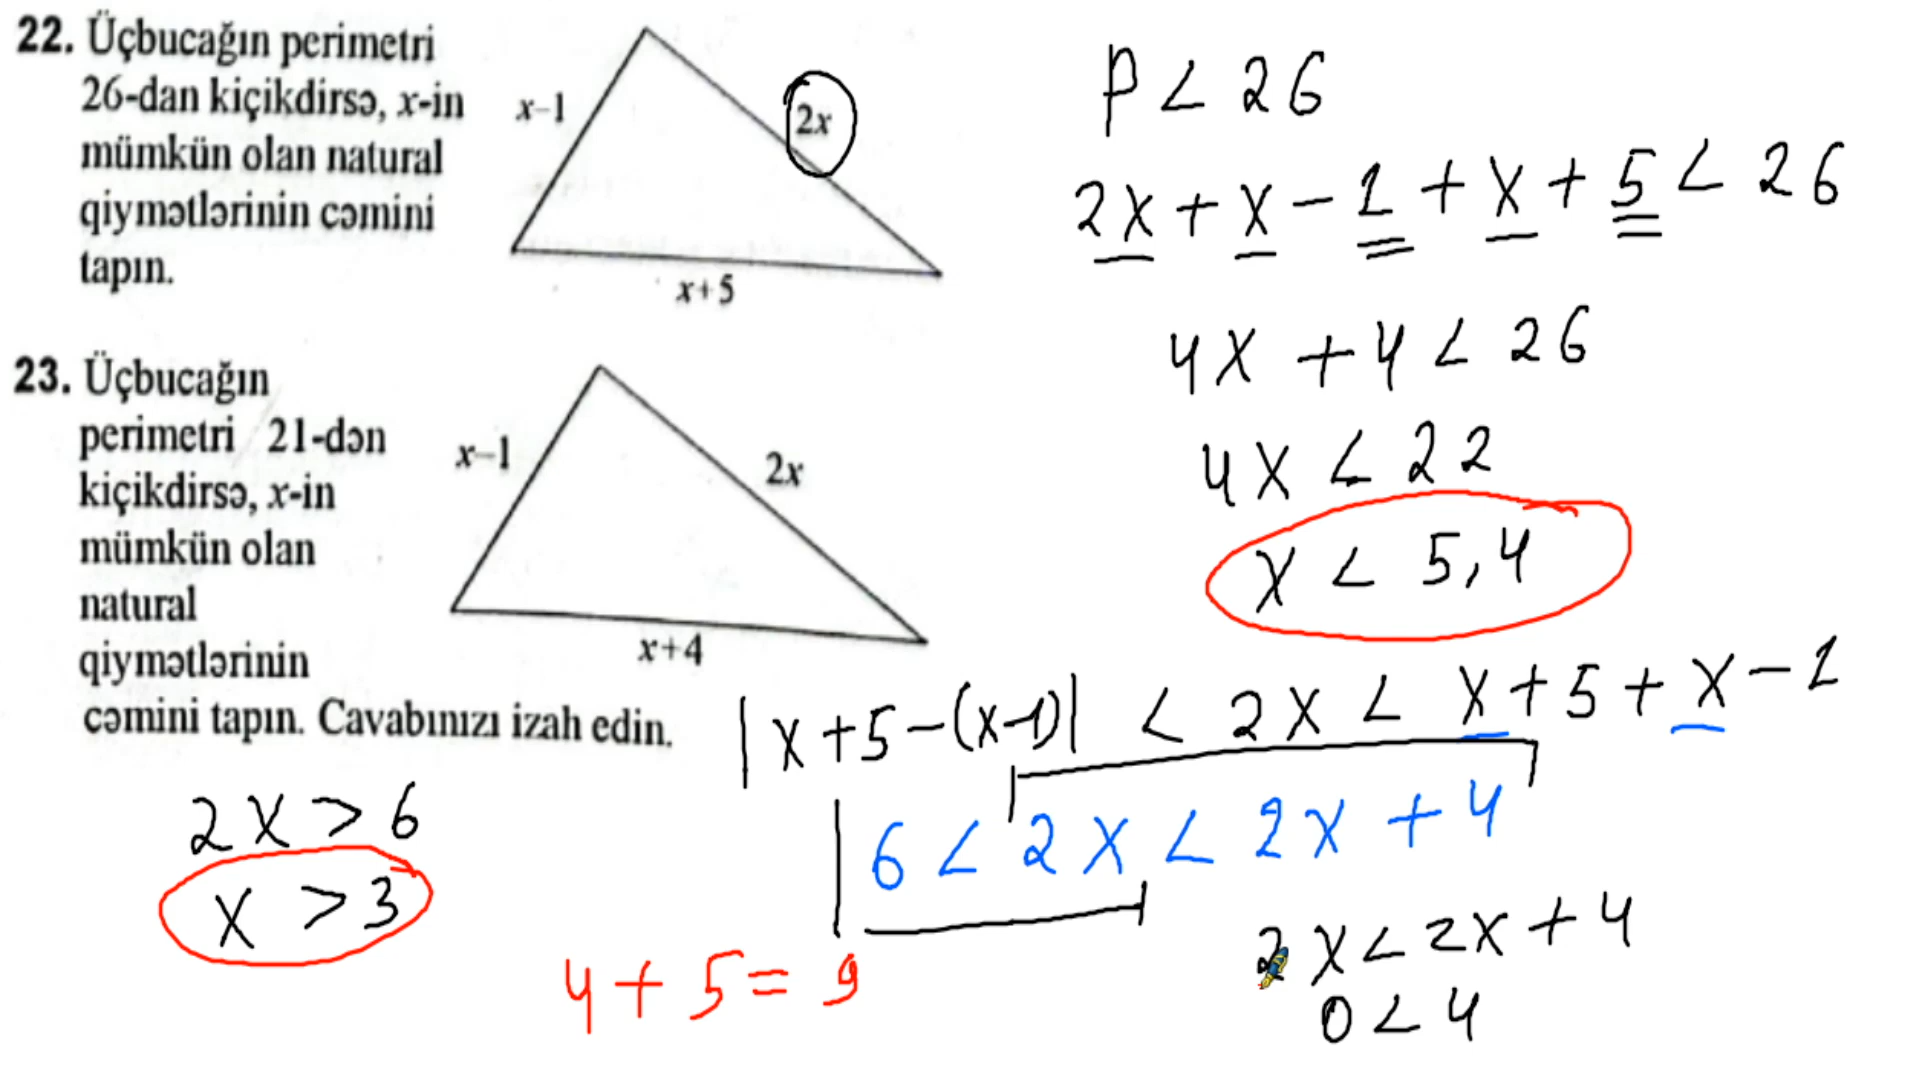 22. Üçbucağın perimetri
26-dan kiçikdirsə, x-in
mümkün olan natural
qiymətlərinin cəmini
tapın.
x–1
2x
x+5
23. Üçbucağın
perimetri 21-dən
kiçikdirsə, x-in
mümkün olan
natural
qiymətlərinin
cəmini tapın. Cavabınızı izah edin.
x–1
2x
x+4
P < 26
2x + x - 1 + x + 5 < 26
4x + 4 < 26
4x < 22
x < 5,4
|x+5-(x-1)| < 2x < x+5+x-1
6 < 2x < 2x + 4
2x > 6
x > 3
2x < 2x + 4
0 < 4
4 + 5 = 9